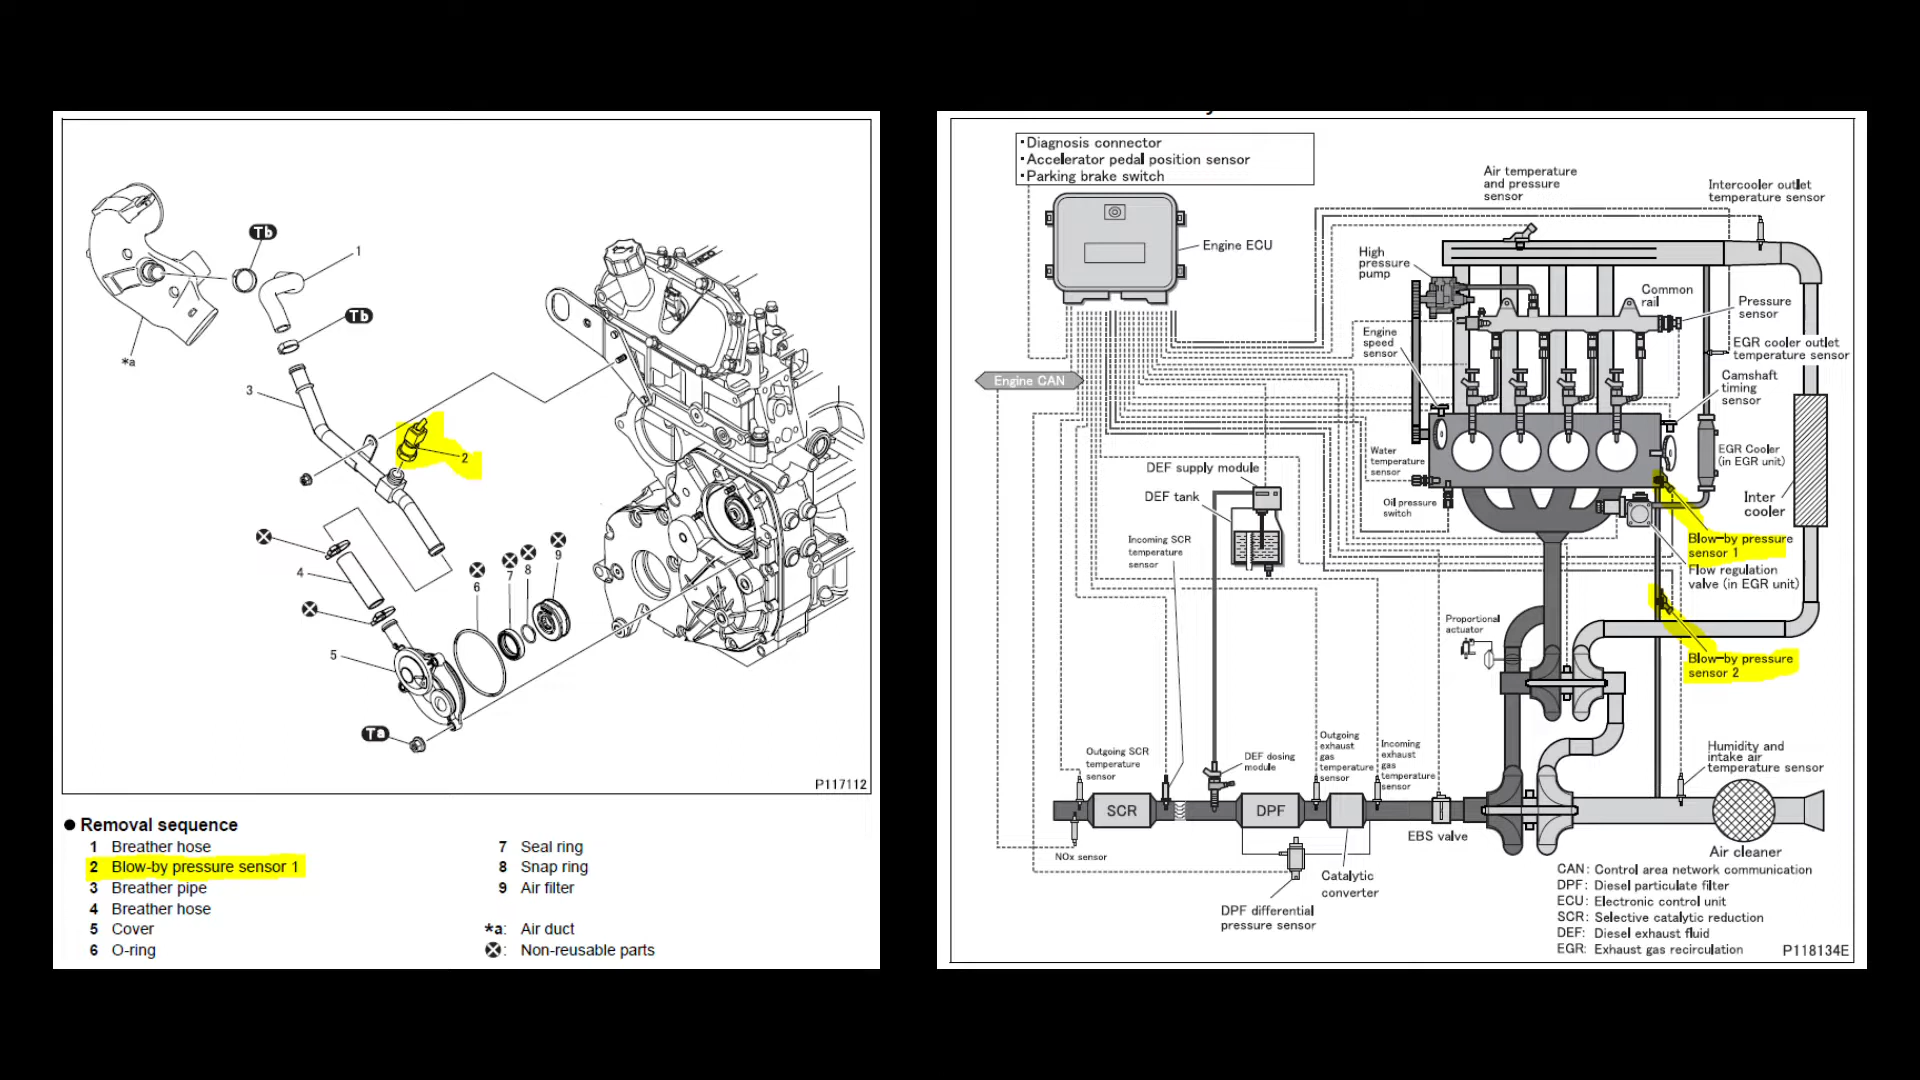 Tb
1
Tb
*a
3
2
9
8
7
6
4
5
Ta
P117112
● Removal sequence
1 Breather hose
2 Blow-by pressure sensor 1
3 Breather pipe
4 Breather hose
5 Cover
6 O-ring
7 Seal ring
8 Snap ring
9 Air filter
*a: Air duct
: Non-reusable parts
・Diagnosis connector
・Accelerator pedal position sensor
・Parking brake switch
Engine ECU
Air temperature
and pressure
sensor
Intercooler outlet
temperature sensor
High
pressure
pump
Common
rail
Pressure
sensor
Engine
speed
sensor
EGR cooler outlet
temperature sensor
Engine CAN
Camshaft
timing
sensor
Water
temperature
sensor
EGR Cooler
(in EGR unit)
DEF supply module
DEF tank
Oil pressure
switch
Inter
cooler
Incoming SCR
temperature
sensor
Blow-by pressure
sensor 1
Flow regulation
valve (in EGR unit)
Proportional
actuator
Blow-by pressure
sensor 2
Outgoing SCR
temperature
sensor
DEF dosing
module
Outgoing
exhaust
gas
temperature
sensor
Incoming
exhaust
gas
temperature
sensor
Humidity and
intake air
temperature sensor
SCR
DPF
EBS valve
NOx sensor
Catalytic
converter
Air cleaner
DPF differential
pressure sensor
CAN: Control area network communication
DPF: Diesel particulate filter
ECU: Electronic control unit
SCR: Selective catalytic reduction
DEF: Diesel exhaust fluid
EGR: Exhaust gas recirculation
P118134E